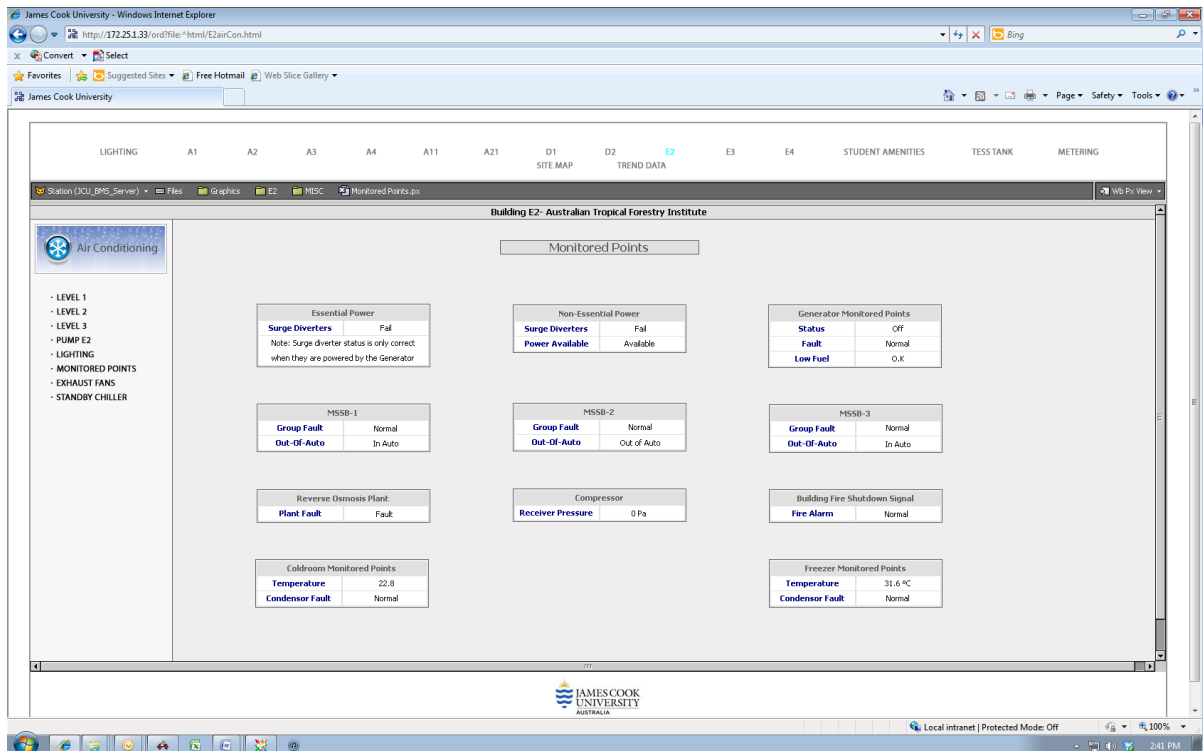 James Cook University - Windows Internet Explorer
http://172.25.1.33/ord?file:^html/E2airCon.html
Bing
x Convert Select
Favorites Suggested Sites Free Hotmail Web Slice Gallery
James Cook University
Page Safety Tools
LIGHTING A1 A2 A3 A4 A11 A21 D1 D2 E2 E3 E4 STUDENT AMENITIES TESS TANK METERING
SITE MAP TREND DATA
Station (JCU_BMS_Server) Files Graphics E2 MISC Monitored Points.px Wb Px View
Building E2- Australian Tropical Forestry Institute
Air Conditioning
· LEVEL 1
· LEVEL 2
· LEVEL 3
· PUMP E2
· LIGHTING
· MONITORED POINTS
· EXHAUST FANS
· STANDBY CHILLER
Monitored Points
Essential Power
Surge Diverters Fail
Note: Surge diverter status is only correct
when they are powered by the Generator
Non-Essential Power
Surge Diverters Fail
Power Available Available
Generator Monitored Points
Status Off
Fault Normal
Low Fuel O.K
MSSB-1
Group Fault Normal
Out-Of-Auto In Auto
MSSB-2
Group Fault Normal
Out-Of-Auto Out of Auto
MSSB-3
Group Fault Normal
Out-Of-Auto In Auto
Reverse Osmosis Plant
Plant Fault Fault
Compressor
Receiver Pressure 0 Pa
Building Fire Shutdown Signal
Fire Alarm Normal
Coldroom Monitored Points
Temperature 22.8
Condensor Fault Normal
Freezer Monitored Points
Temperature 31.6 ºC
Condensor Fault Normal
JAMES COOK
UNIVERSITY
AUSTRALIA
Local intranet | Protected Mode: Off 100%
2:41 PM